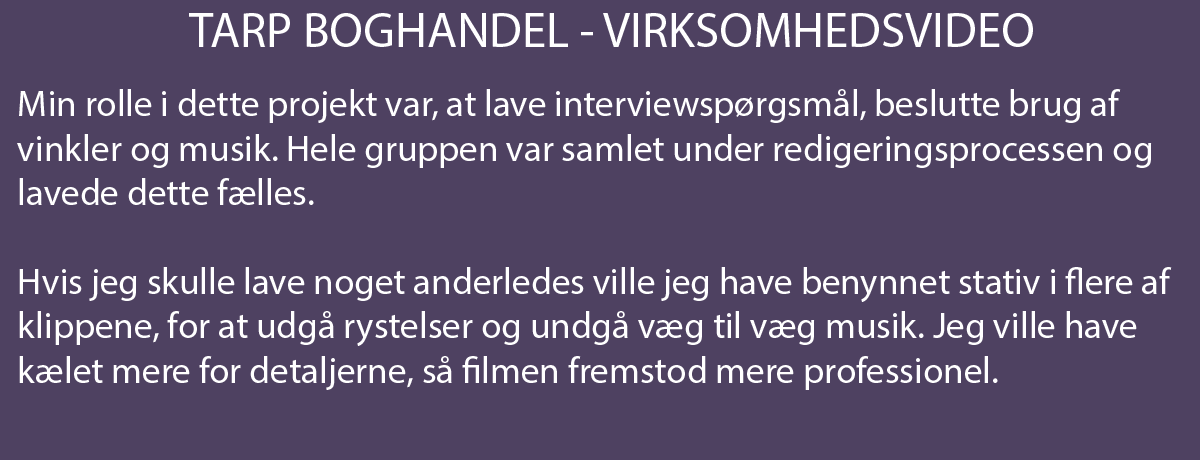 TARP BOGHANDEL - VIRKSOMHEDSVIDEO
Min rolle i dette projekt var, at lave interviewspørgsmål, beslutte brug af
vinkler og musik. Hele gruppen var samlet under redigeringsprocessen og
lavede dette fælles.
Hvis jeg skulle lave noget anderledes ville jeg have benynnet stativ i flere af
klippene, for at udgå rystelser og undgå væg til væg musik. Jeg ville have
kælet mere for detaljerne, så filmen fremstod mere professionel.